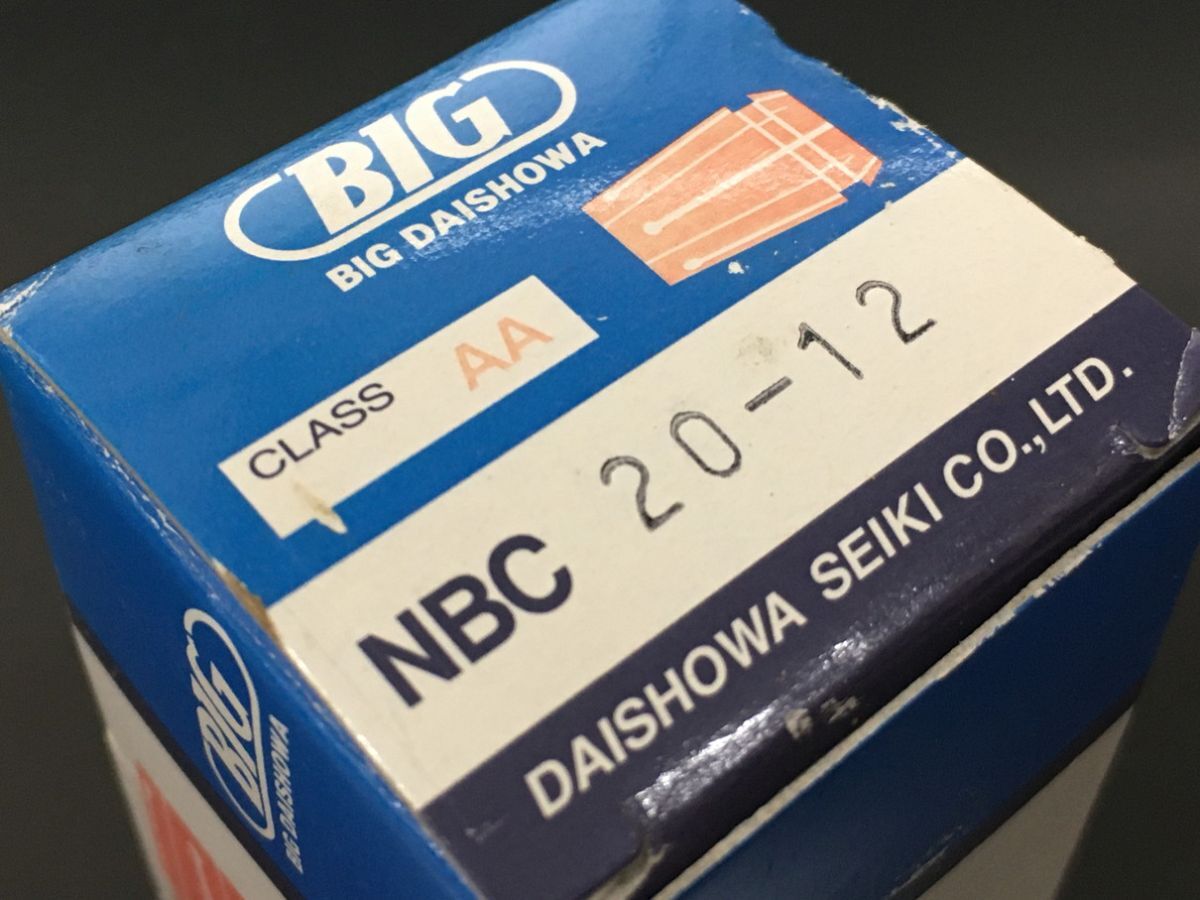 BIG
BIG DAISHOWA
CLASS AA
NBC 20-12
DAISHOWA SEIKI CO.,LTD.
BIG
BIG DAISHOWA